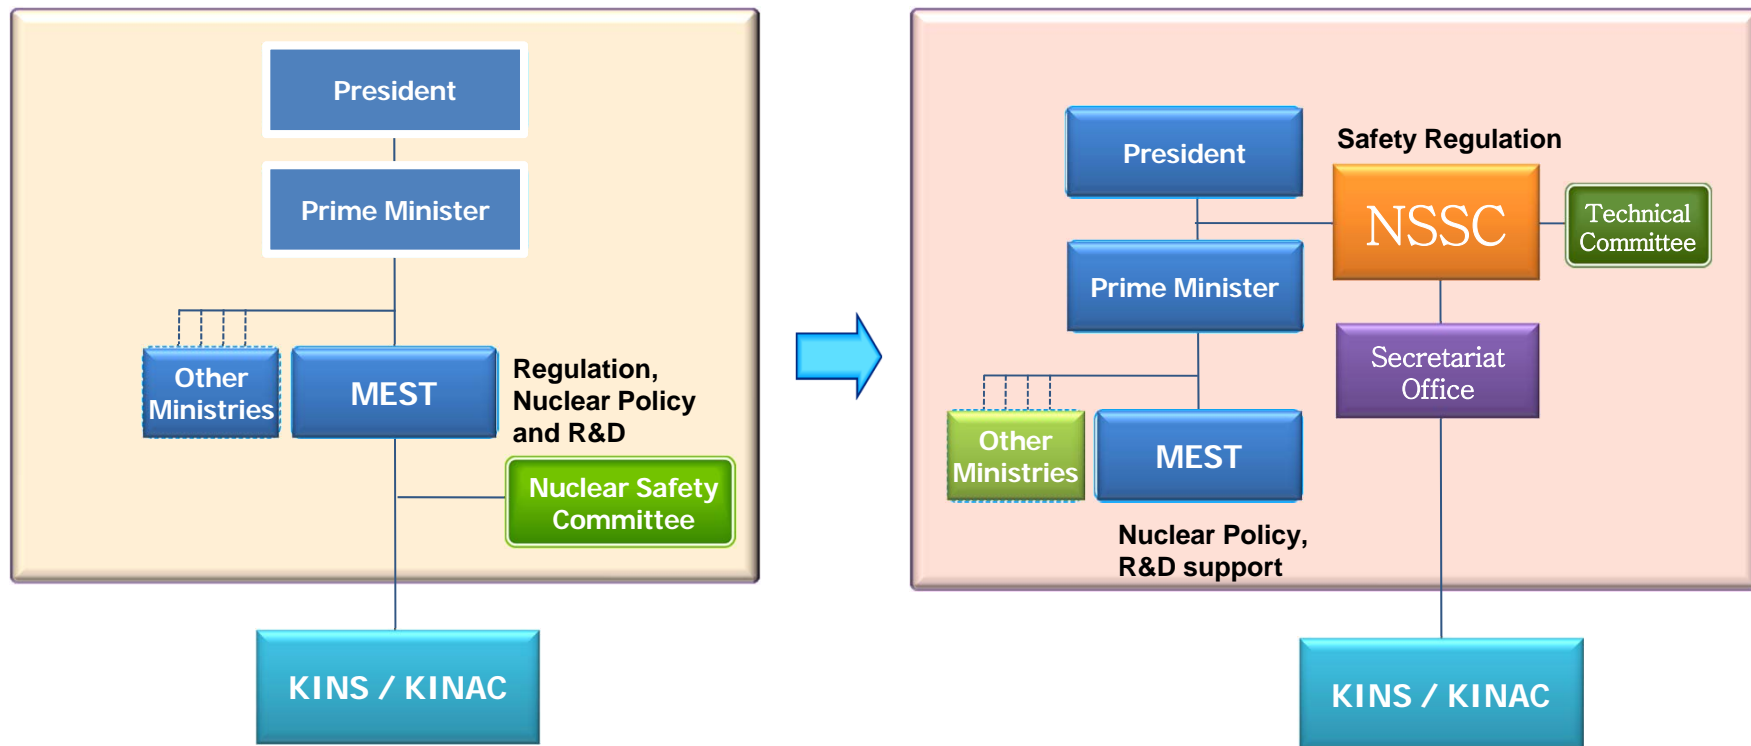 President
Prime Minister
Other
Ministries
MEST
Regulation,
Nuclear Policy
and R&D
Nuclear Safety
Committee
KINS / KINAC
President
Safety Regulation
NSSC
Technical
Committee
Prime Minister
Secretariat
Office
Other
Ministries
MEST
Nuclear Policy,
R&D support
KINS / KINAC